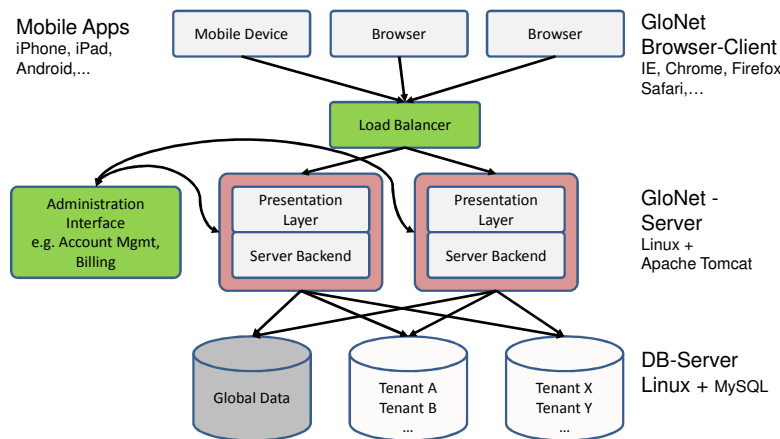 Mobile Apps
iPhone, iPad,
Android,...
Mobile Device
Browser
Browser
GloNet
Browser-Client
IE, Chrome, Firefox
Safari,...
Load Balancer
Administration
Interface
e.g. Account Mgmt,
Billing
Presentation
Layer
Server Backend
Presentation
Layer
Server Backend
GloNet -
Server
Linux +
Apache Tomcat
Global Data
Tenant A
Tenant B
...
Tenant X
Tenant Y
...
DB-Server
Linux + MySQL